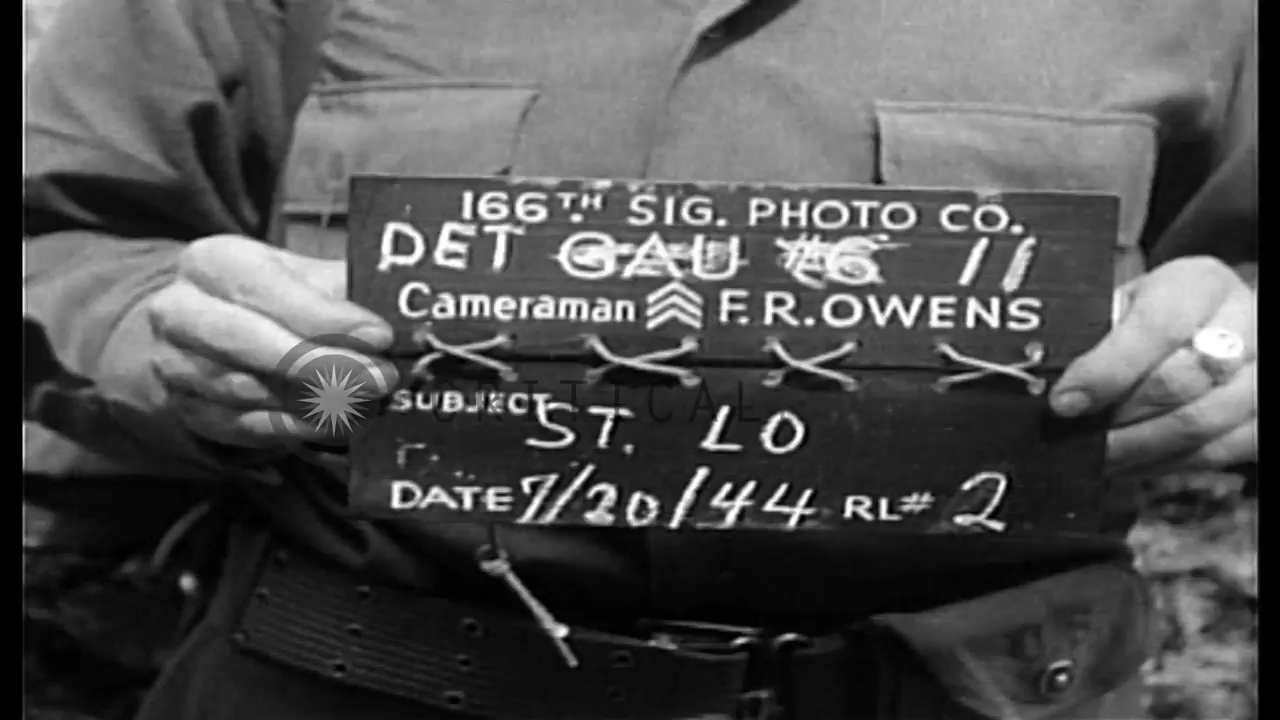 166TH SIG. PHOTO CO.
DET GAU #6 11
Cameraman F.R.OWENS
CRITICAL
SUBJECT ST. LO
DATE 7/20/44 RL# 2